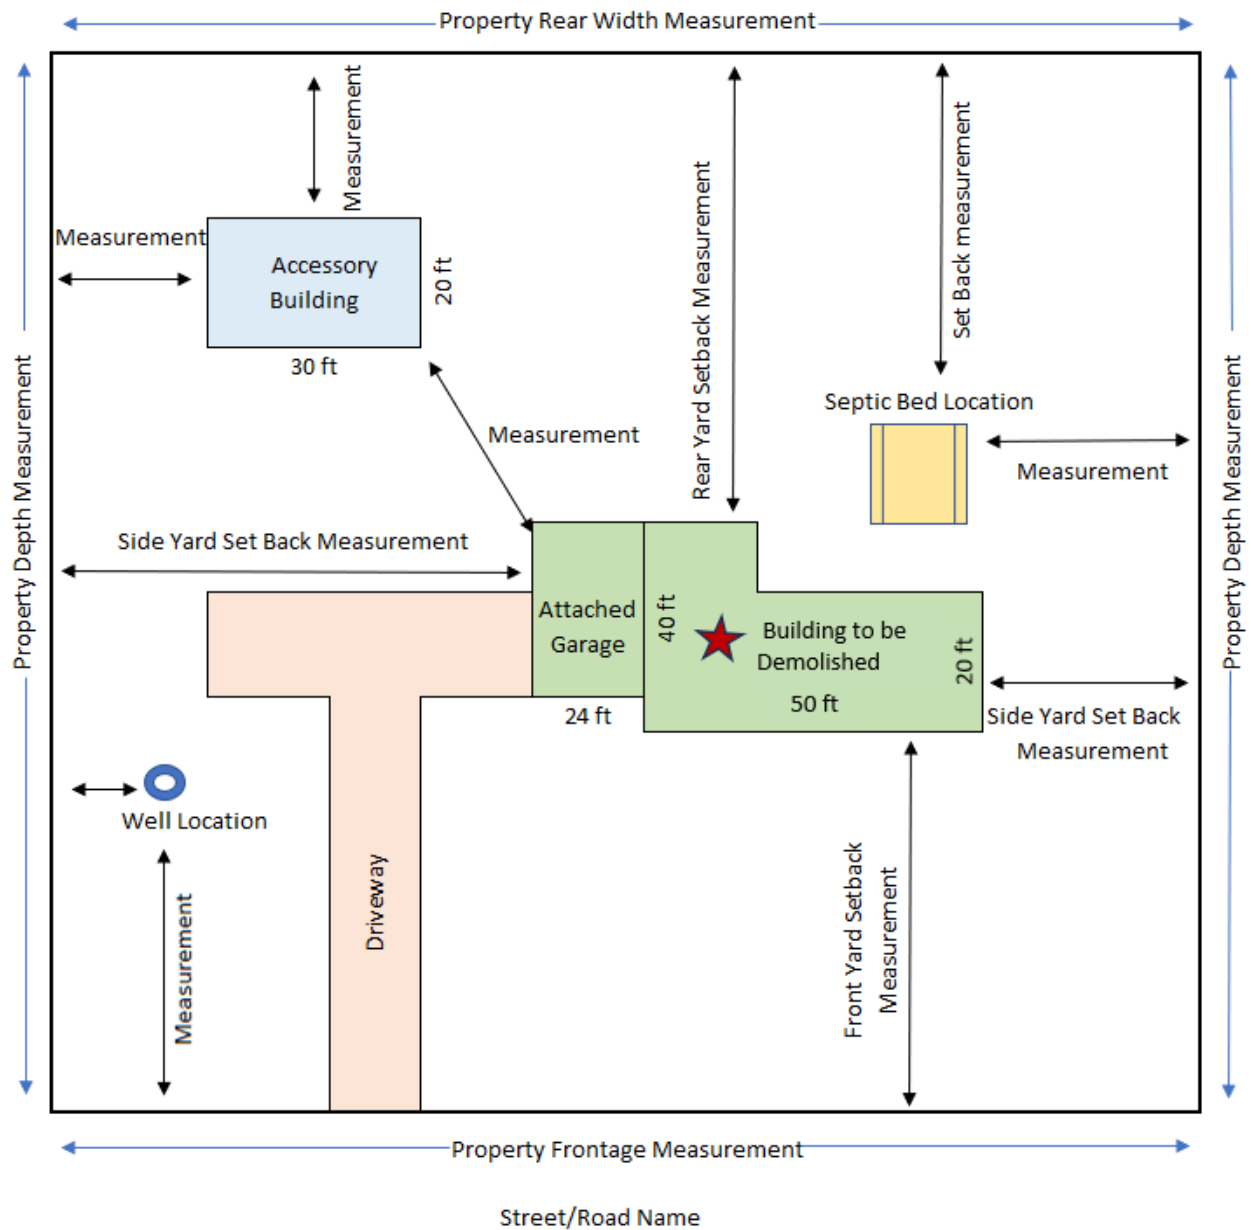 Property Rear Width Measurement
Measurement
Measurement
Accessory
Building
20 ft
30 ft
Rear Yard Setback Measurement
Set Back measurement
Property Depth Measurement
Property Depth Measurement
Septic Bed Location
Measurement
Measurement
Side Yard Set Back Measurement
Attached
Garage
40 ft
Building to be
Demolished
20 ft
50 ft
24 ft
Side Yard Set Back
Measurement
Well Location
Measurement
Driveway
Front Yard Setback
Measurement
Property Frontage Measurement
Street/Road Name